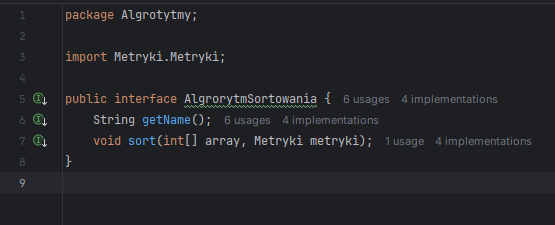 1 package Algrotytmy;
2
3 import Metryki.Metryki;
4
5 public interface AlgrorytmSortowania { 6 usages 4 implementations
6 String getName(); 6 usages 4 implementations
7 void sort(int[] array, Metryki metryki); 1 usage 4 implementations
8 }
9